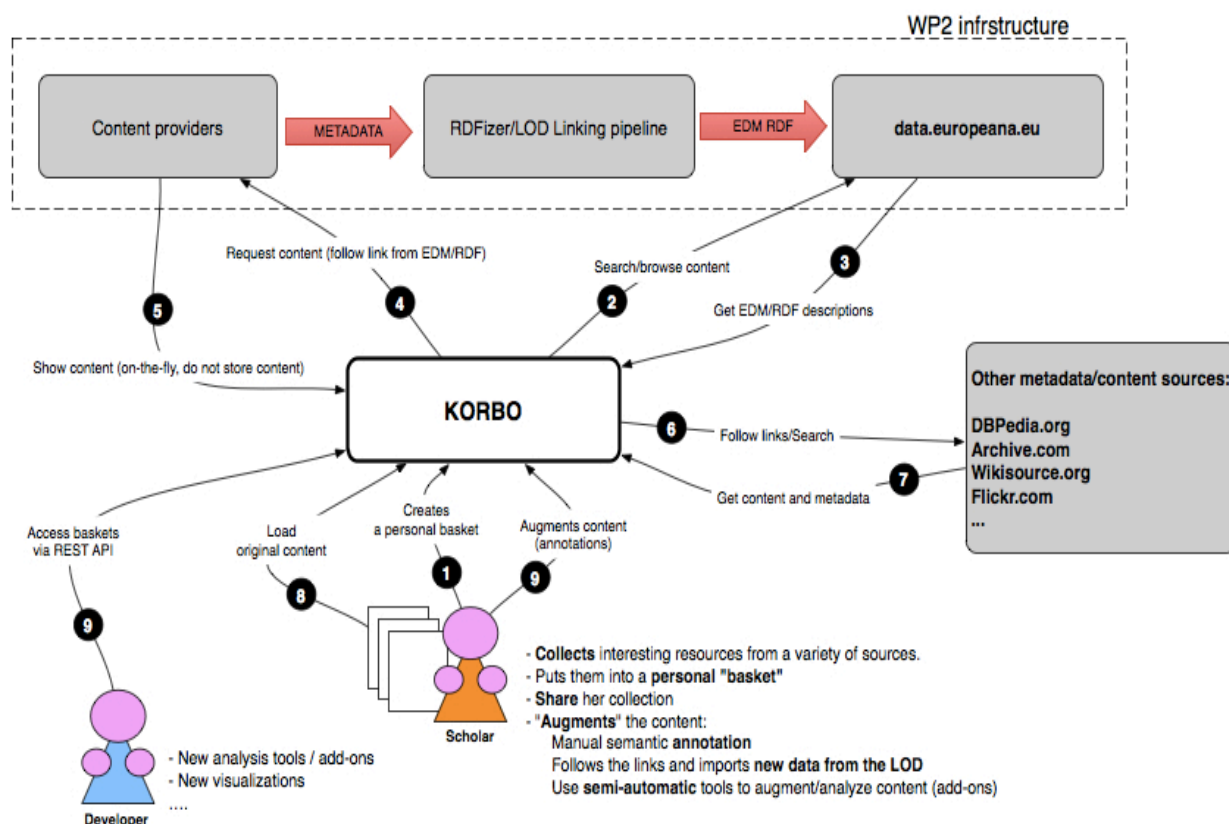 WP2 infrstructure
Content providers
METADATA
RDFizer/LOD Linking pipeline
EDM RDF
data.europeana.eu
Request content (follow link from EDM/RDF)
Search/browse content
3
5
4
2
Get EDM/RDF descriptions
Show content (on-the-fly, do not store content)
KORBO
Other metadata/content sources:
DBPedia.org
Archive.com
Wikisource.org
Flickr.com
...
6
Follow links/Search
7
Get content and metadata
Access baskets
via REST API
Load
original content
Creates
a personal basket
Augments content
(annotations)
9
8
1
9
Scholar
- Collects interesting resources from a variety of sources.
- Puts them into a personal "basket"
- Share her collection
- "Augments" the content:
Manual semantic annotation
Follows the links and imports new data from the LOD
Use semi-automatic tools to augment/analyze content (add-ons)
Developer
- New analysis tools / add-ons
- New visualizations
....